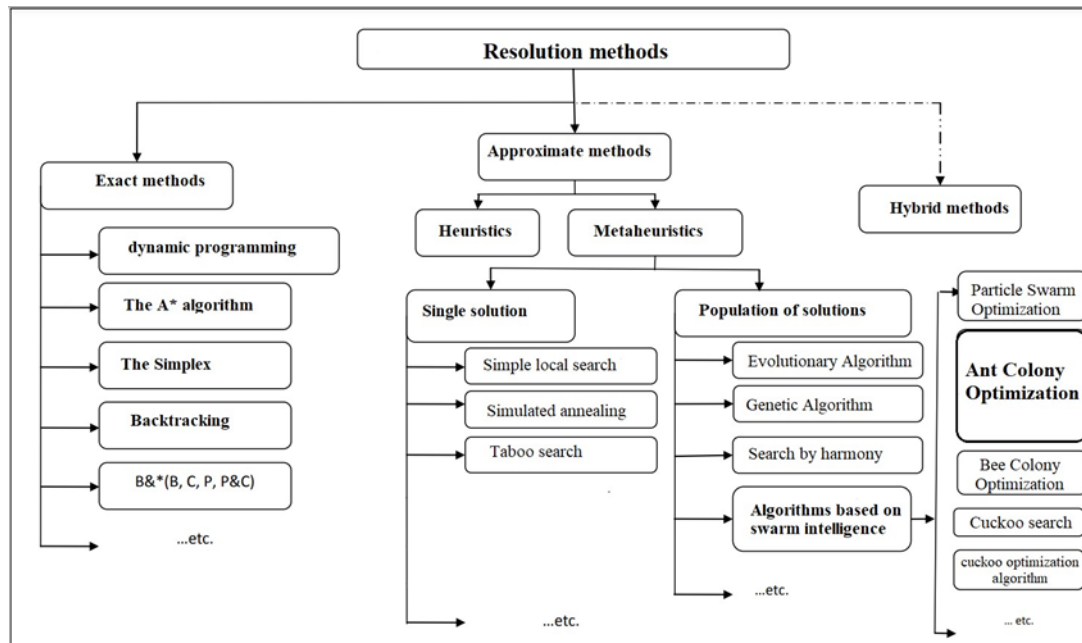 Resolution methods
Approximate methods
Exact methods
Hybrid methods
Heuristics
Metaheuristics
dynamic programming
The A* algorithm
The Simplex
Backtracking
B&*(B, C, P, P&C)
...etc.
Single solution
Simple local search
Simulated annealing
Taboo search
...etc.
Population of solutions
Evolutionary Algorithm
Genetic Algorithm
Search by harmony
Algorithms based on
swarm intelligence
...etc.
Particle Swarm
Optimization
Ant Colony
Optimization
Bee Colony
Optimization
Cuckoo search
cuckoo optimization
algorithm
... etc.